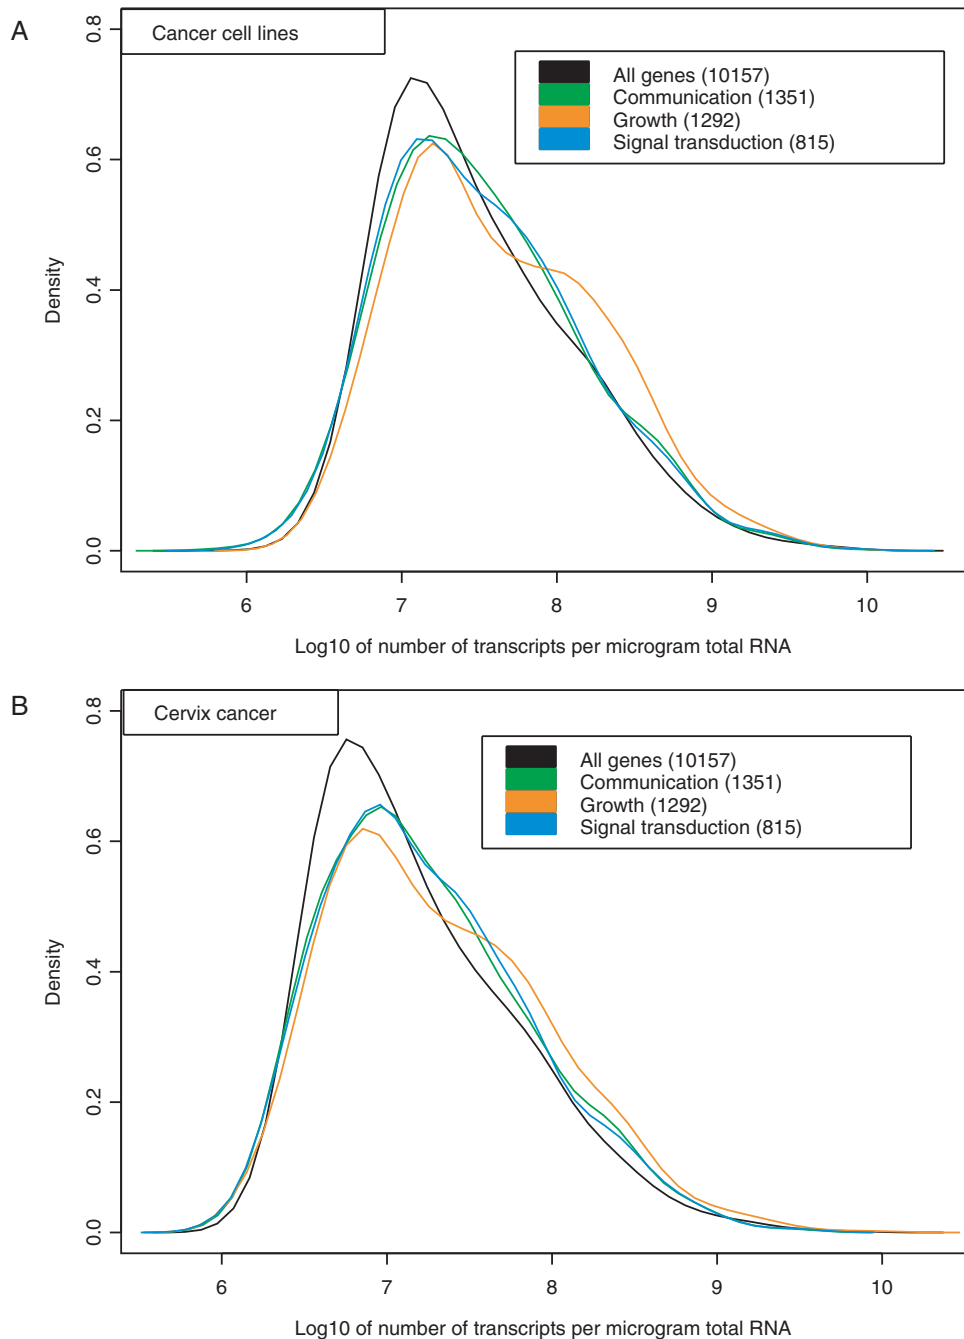 A
Cancer cell lines
All genes (10157)
Communication (1351)
Growth (1292)
Signal transduction (815)
Density
0.8
0.6
0.4
0.2
0.0
6 7 8 9 10
Log10 of number of transcripts per microgram total RNA
B
Cervix cancer
All genes (10157)
Communication (1351)
Growth (1292)
Signal transduction (815)
Density
0.8
0.6
0.4
0.2
0.0
6 7 8 9 10
Log10 of number of transcripts per microgram total RNA